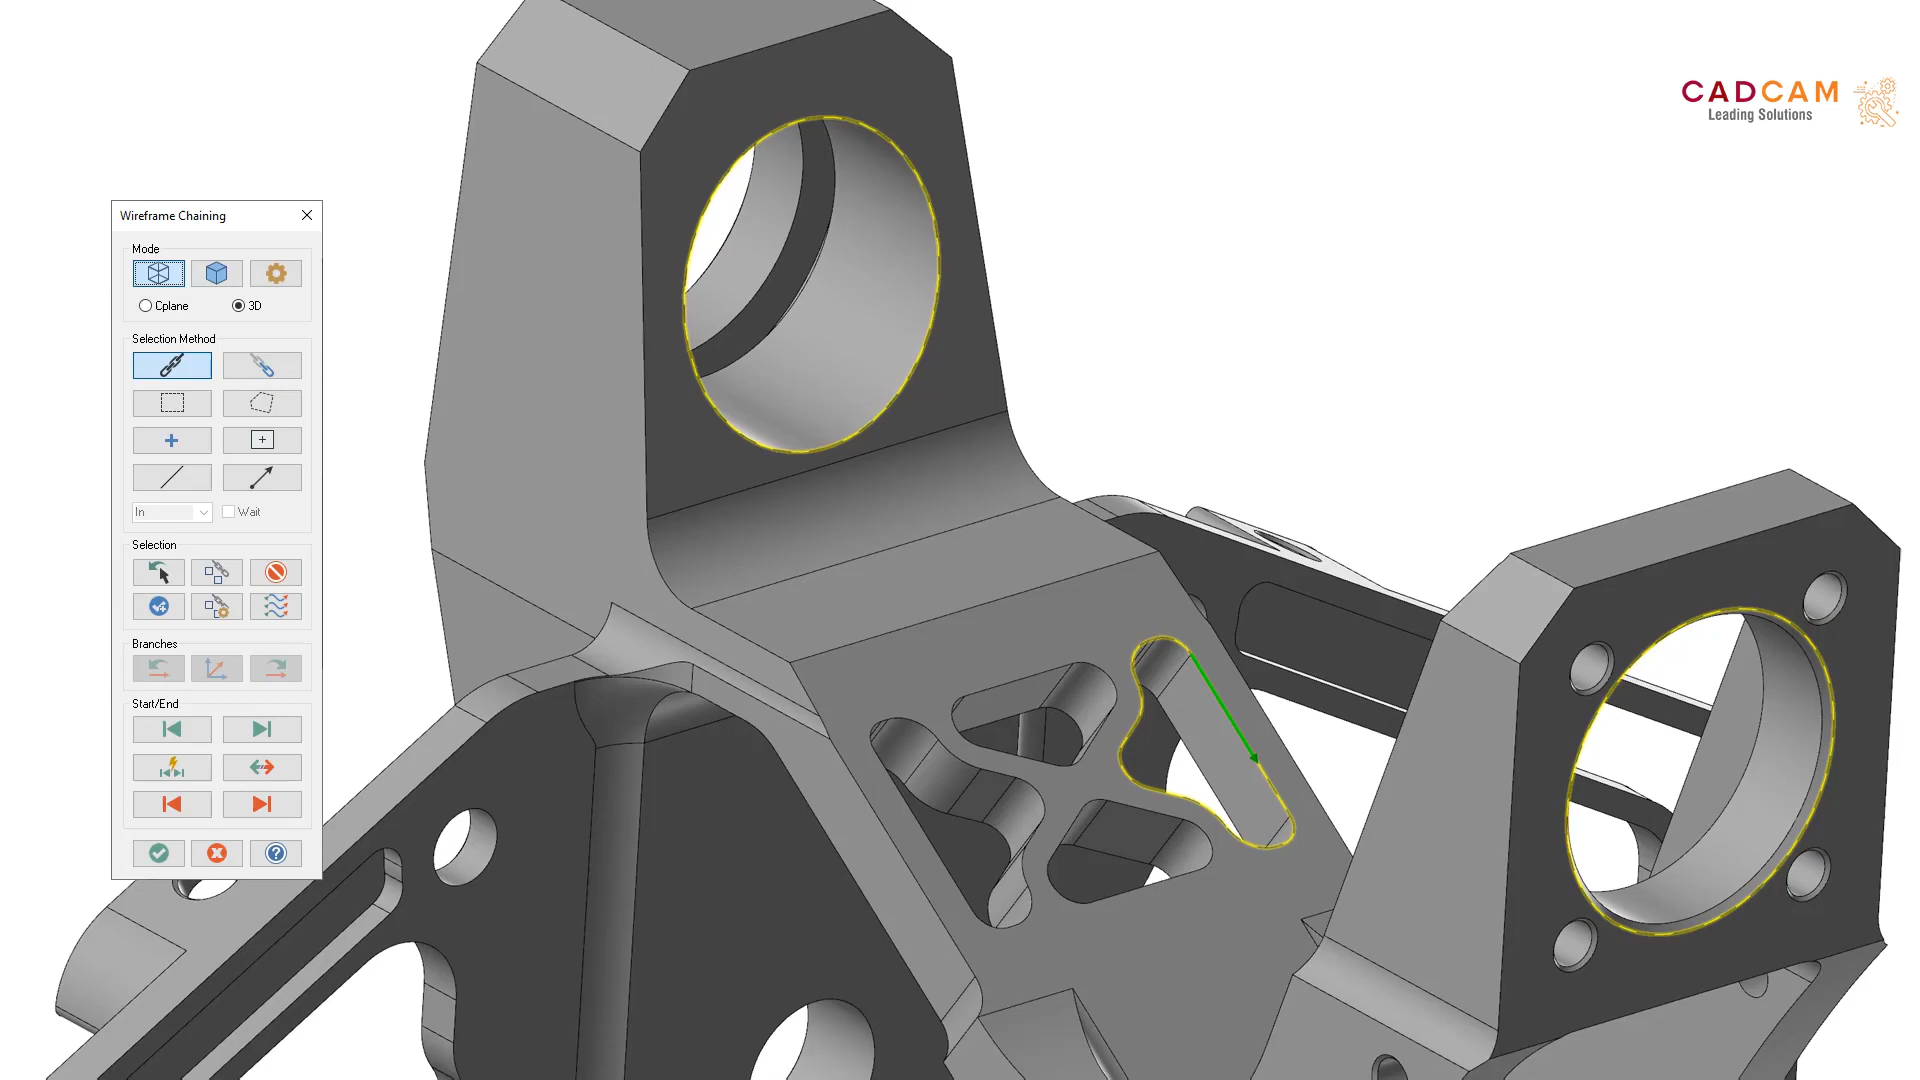 CADCAM
Leading Solutions
Wireframe Chaining
Mode
Cplane
3D
Selection Method
In
Wait
Selection
Branches
Start/End